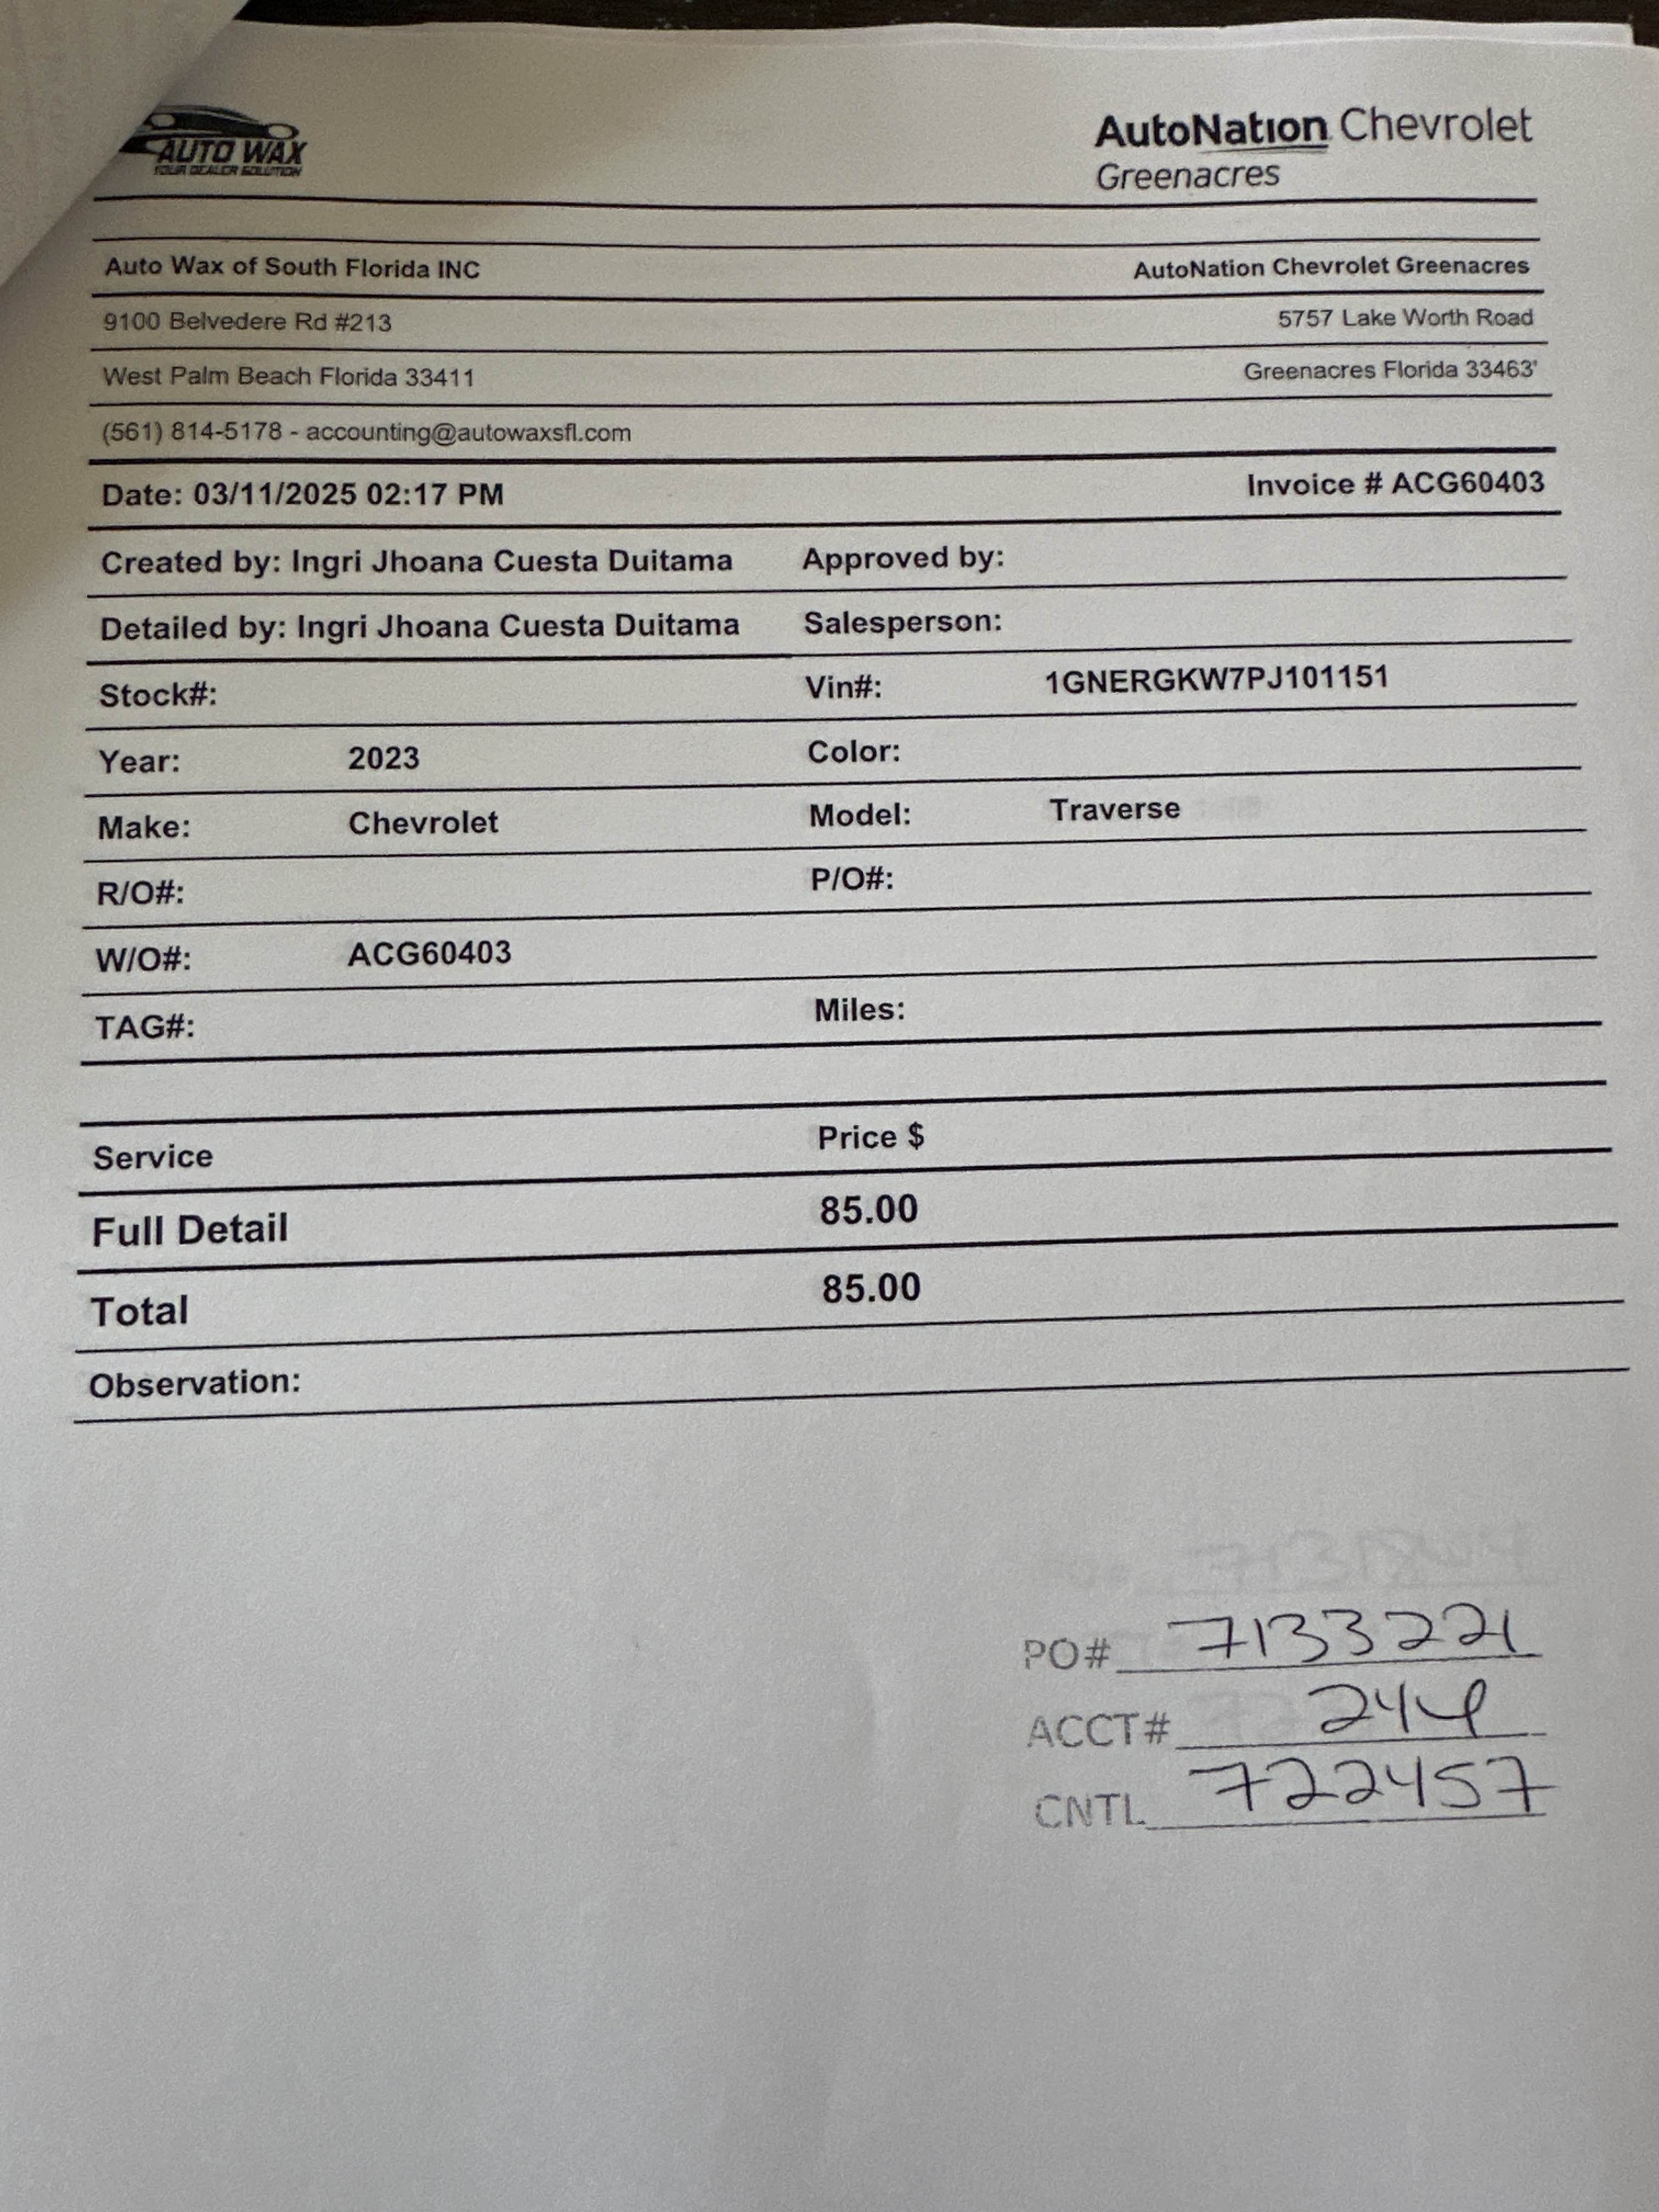 AUTO WAX
YOUR DEALER SOLUTION
AutoNation Chevrolet
Greenacres
Auto Wax of South Florida INC
AutoNation Chevrolet Greenacres
9100 Belvedere Rd #213
5757 Lake Worth Road
West Palm Beach Florida 33411
Greenacres Florida 33463'
(561) 814-5178 - accounting@autowaxsfl.com
Date: 03/11/2025 02:17 PM
Invoice # ACG60403
Created by: Ingri Jhoana Cuesta Duitama
Approved by:
Detailed by: Ingri Jhoana Cuesta Duitama
Salesperson:
Stock#:
Vin#: 1GNERGKW7PJ101151
Year: 2023
Color:
Make: Chevrolet
Model: Traverse
R/O#:
P/O#:
W/O#: ACG60403
TAG#:
Miles:
Service Price $
Full Detail 85.00
Total 85.00
Observation:
PO# 7133221
ACCT# 244
CNTL 722457